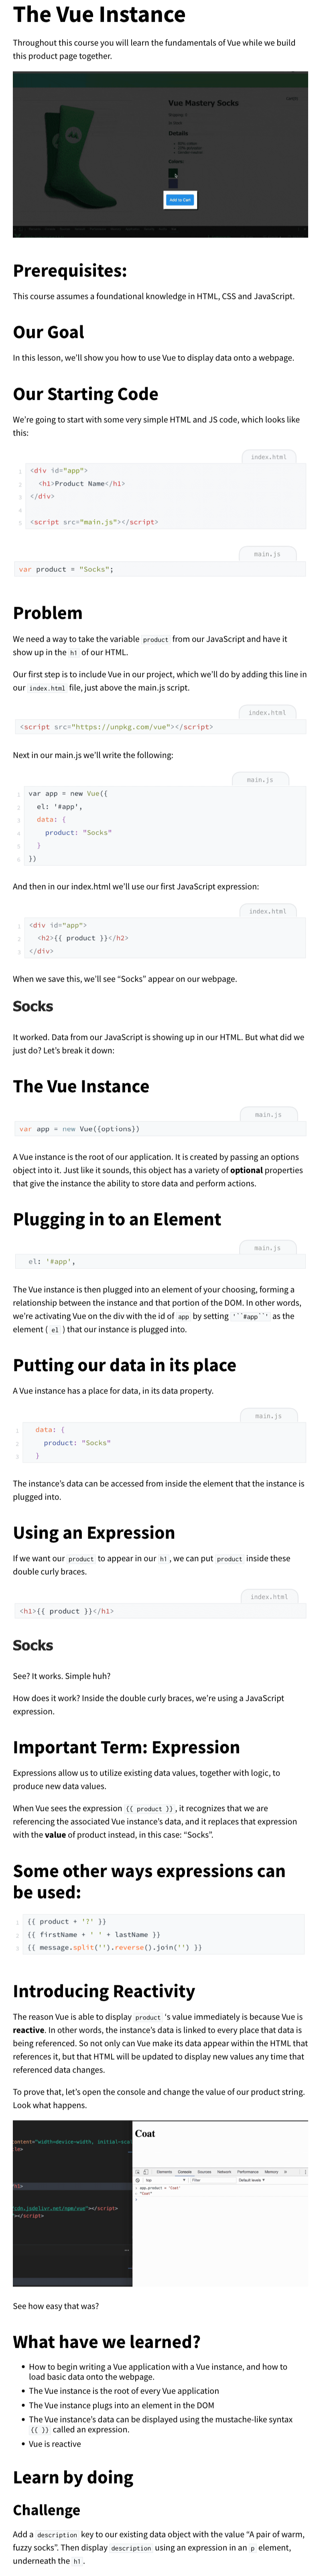 The Vue Instance
Throughout this course you will learn the fundamentals of Vue while we build
this product page together.
Vue Mastery Socks
Details
Colors:
Add to Cart
Prerequisites:
This course assumes a foundational knowledge in HTML, CSS and JavaScript.
Our Goal
In this lesson, we'll show you how to use Vue to display data onto a webpage.
Our Starting Code
We're going to start with some very simple HTML and JS code, which looks like
this:
index.html
1 <div id="app">
2 <h1>Product Name</h1>
3 </div>
4
5 <script src="main.js"></script>
main.js
var product = "Socks";
Problem
We need a way to take the variable product from our JavaScript and have it
show up in the h1 of our HTML.
Our first step is to include Vue in our project, which we'll do by adding this line in
our index.html file, just above the main.js script.
index.html
<script src="https://unpkg.com/vue"></script>
Next in our main.js we'll write the following:
main.js
1 var app = new Vue({
2 el: '#app',
3 data: {
4 product: "Socks"
5 }
6 })
And then in our index.html we'll use our first JavaScript expression:
index.html
1 <div id="app">
2 <h2>{{ product }}</h2>
3 </div>
When we save this, we'll see “Socks” appear on our webpage.
Socks
It worked. Data from our JavaScript is showing up in our HTML. But what did we
just do? Let's break it down:
The Vue Instance
main.js
var app = new Vue({options})
A Vue instance is the root of our application. It is created by passing an options
object into it. Just like it sounds, this object has a variety of optional properties
that give the instance the ability to store data and perform actions.
Plugging in to an Element
main.js
el: '#app',
The Vue instance is then plugged into an element of your choosing, forming a
relationship between the instance and that portion of the DOM. In other words,
we're activating Vue on the div with the id of app by setting '``#app``' as the
element ( el ) that our instance is plugged into.
Putting our data in its place
A Vue instance has a place for data, in its data property.
main.js
1 data: {
2 product: "Socks"
3 }
The instance's data can be accessed from inside the element that the instance is
plugged into.
Using an Expression
If we want our product to appear in our h1 , we can put product inside these
double curly braces.
index.html
<h1>{{ product }}</h1>
Socks
See? It works. Simple huh?
How does it work? Inside the double curly braces, we're using a JavaScript
expression.
Important Term: Expression
Expressions allow us to utilize existing data values, together with logic, to
produce new data values.
When Vue sees the expression {{ product }} , it recognizes that we are
referencing the associated Vue instance's data, and it replaces that expression
with the value of product instead, in this case: “Socks”.
Some other ways expressions can
be used:
1 {{ product + '?' }}
2 {{ firstName + ' ' + lastName }}
3 {{ message.split('').reverse().join('') }}
Introducing Reactivity
The reason Vue is able to display product 's value immediately is because Vue is
reactive. In other words, the instance's data is linked to every place that data is
being referenced. So not only can Vue make its data appear within the HTML that
references it, but that HTML will be updated to display new values any time that
referenced data changes.
To prove that, let's open the console and change the value of our product string.
Look what happens.
Coat
Elements Console Sources Network Performance Memory
top Filter Default levels
app.product = 'Coat'
"Coat"
See how easy that was?
What have we learned?
• How to begin writing a Vue application with a Vue instance, and how to
load basic data onto the webpage.
• The Vue instance is the root of every Vue application
• The Vue instance plugs into an element in the DOM
• The Vue instance's data can be displayed using the mustache-like syntax
{{ }} called an expression.
• Vue is reactive
Learn by doing
Challenge
Add a description key to our existing data object with the value “A pair of warm,
fuzzy socks”. Then display description using an expression in an p element,
underneath the h1 .